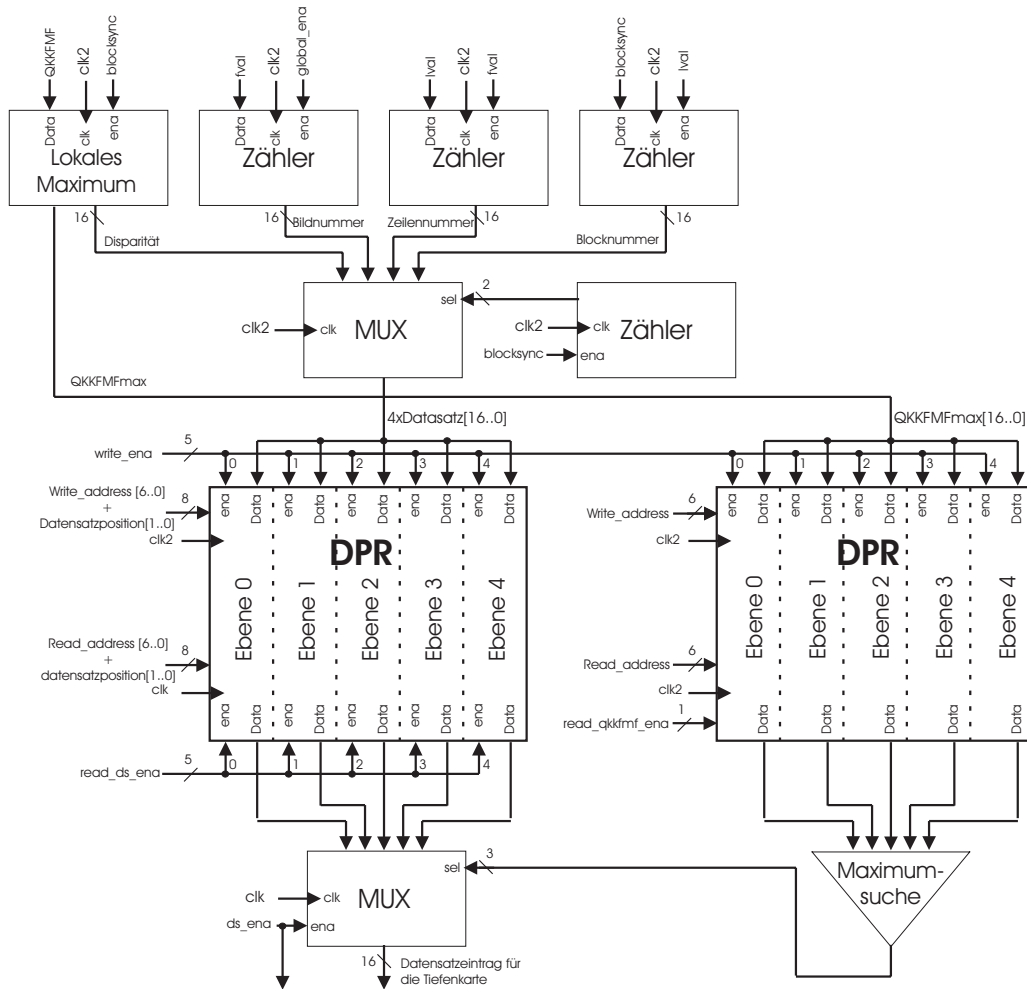 QKKFMF
clk2
blocksync
fval
clk2
global_ena
lval
clk2
fval
blocksync
clk2
lval
Data
clk
ena
Data
clk
ena
Data
clk
ena
Data
clk
ena
Lokales
Maximum
Zähler
Zähler
Zähler
16
Disparität
16
Bildnummer
Zeilennummer
16
Blocknummer
16
sel
2
clk2
clk
MUX
clk2
clk
Zähler
blocksync
ena
QKKFMFmax
4xDatasatz[16..0]
QKKFMFmax[16..0]
write_ena
5
0
1
2
3
4
0
1
2
3
4
Write_address [6..0]
+
Datensatzposition[1..0]
8
clk2
ena
Data
ena
Data
ena
Data
ena
Data
ena
Data
DPR
Ebene 0
Ebene 1
Ebene 2
Ebene 3
Ebene 4
Read_address [6..0]
+
datensatzposition[1..0]
8
clk
ena
Data
ena
Data
ena
Data
ena
Data
ena
Data
read_ds_ena
5
0
1
2
3
4
Write_address
6
clk2
ena
Data
ena
Data
ena
Data
ena
Data
ena
Data
DPR
Ebene 0
Ebene 1
Ebene 2
Ebene 3
Ebene 4
Read_address
6
clk2
read_qkkfmf_ena
1
Data
Data
Data
Data
Data
sel
3
clk
clk
MUX
ds_ena
ena
Maximum-
suche
16
Datensatzeintrag für
die Tiefenkarte